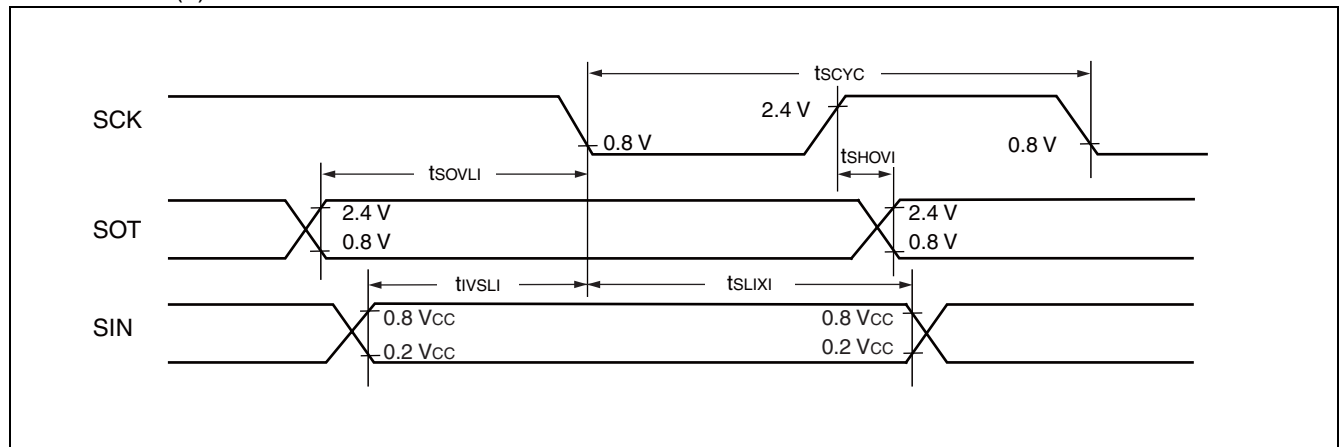 tSCYC
SCK
2.4 V
0.8 V
0.8 V
tSHOVI
tSOVLI
SOT
2.4 V
0.8 V
2.4 V
0.8 V
tIVSLI
tSLIXI
SIN
0.8 VCC
0.2 VCC
0.8 VCC
0.2 VCC